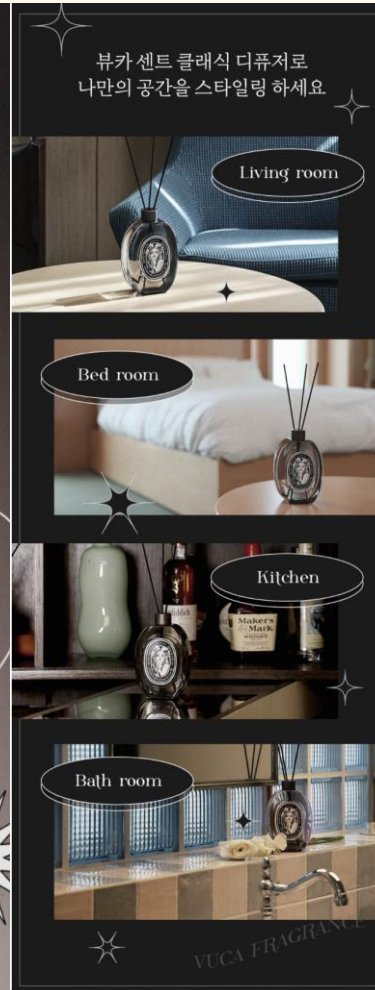 뷰카 센트 클래식 디퓨저로
나만의 공간을 스타일링 하세요
Living room
Bed room
Kitchen
Maker's
Mark
WHISKY
Bath room
VUCA FRAGRANCE